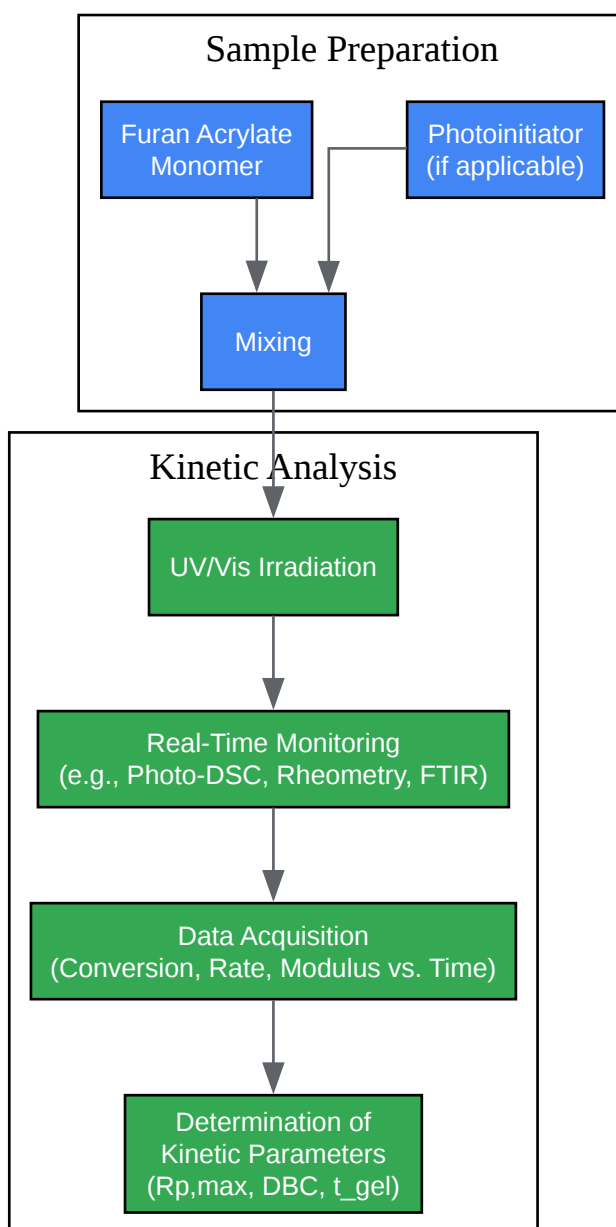 Sample Preparation
Furan Acrylate
Monomer
Photoinitiator
(if applicable)
Mixing
Kinetic Analysis
UV/Vis Irradiation
Real-Time Monitoring
(e.g., Photo-DSC, Rheometry, FTIR)
Data Acquisition
(Conversion, Rate, Modulus vs. Time)
Determination of
Kinetic Parameters
(Rp,max, DBC, t_gel)